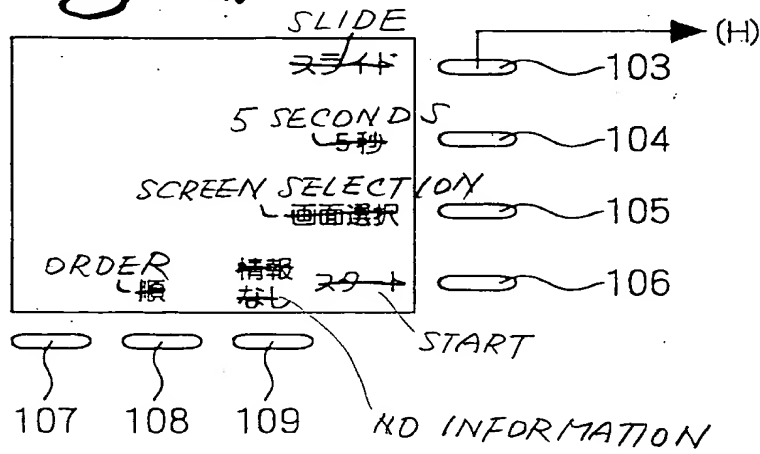 SLIDE
スライド
(H)
103
5 SECONDS
5秒
104
SCREEN SELECTION
画面選択
105
ORDER
順
情報
なし
スタート
106
START
107
108
109
NO INFORMATION